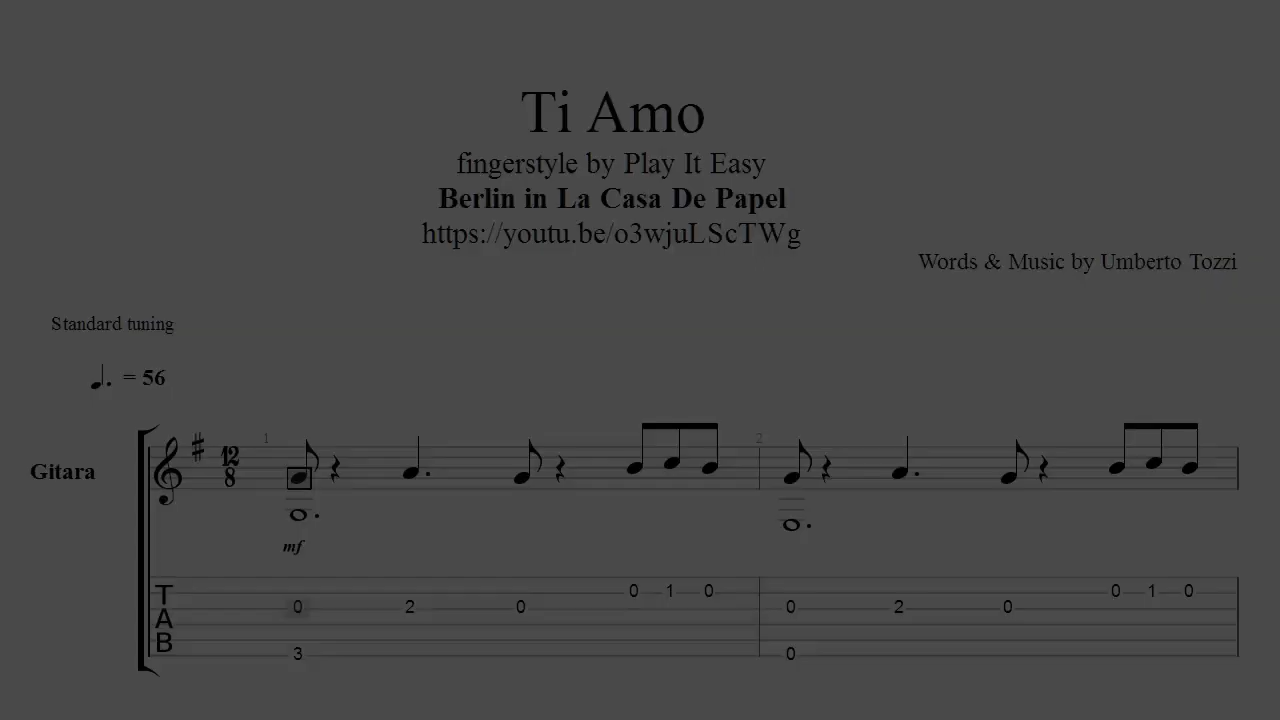 Ti Amo
fingerstyle by Play It Easy
Berlin in La Casa De Papel
https://youtu.be/o3wjuLScTWg
Words & Music by Umberto Tozzi
Standard tuning
= 56
Gitara
12
8
1
2
mf
T
A
B
0 1 0 0 1 0
0 2 0 0 2 0
3 0